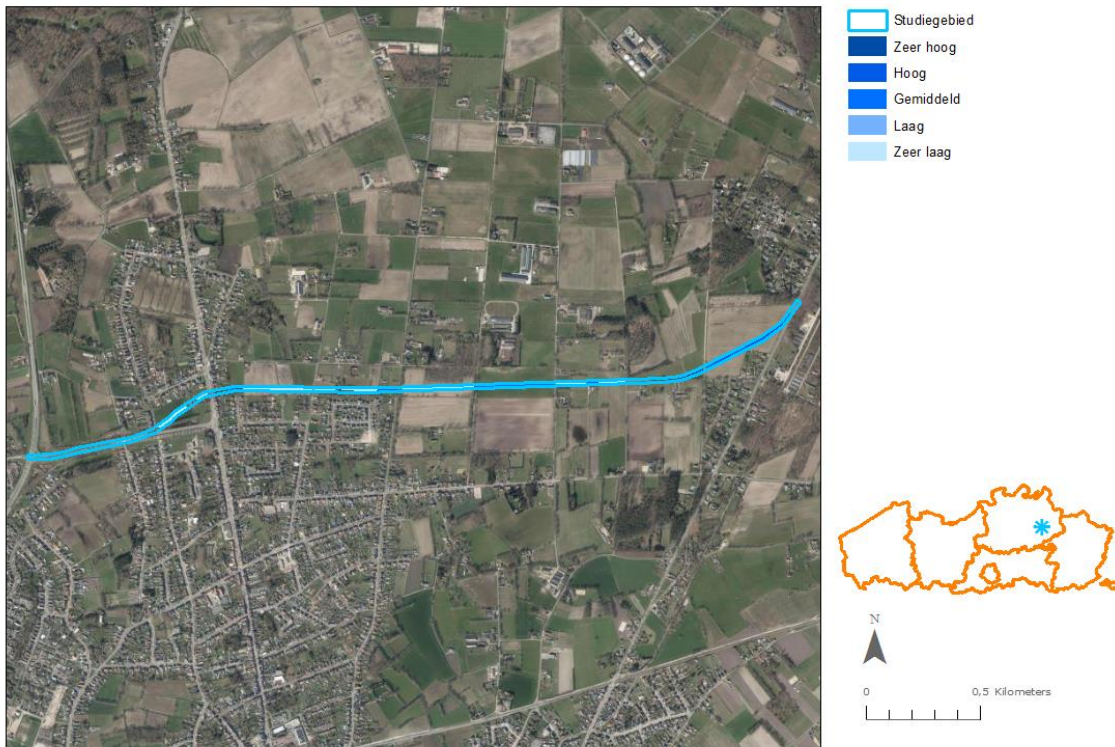 Studiegebied
Zeer hoog
Hoog
Gemiddeld
Laag
Zeer laag
N
0 0,5 Kilometers